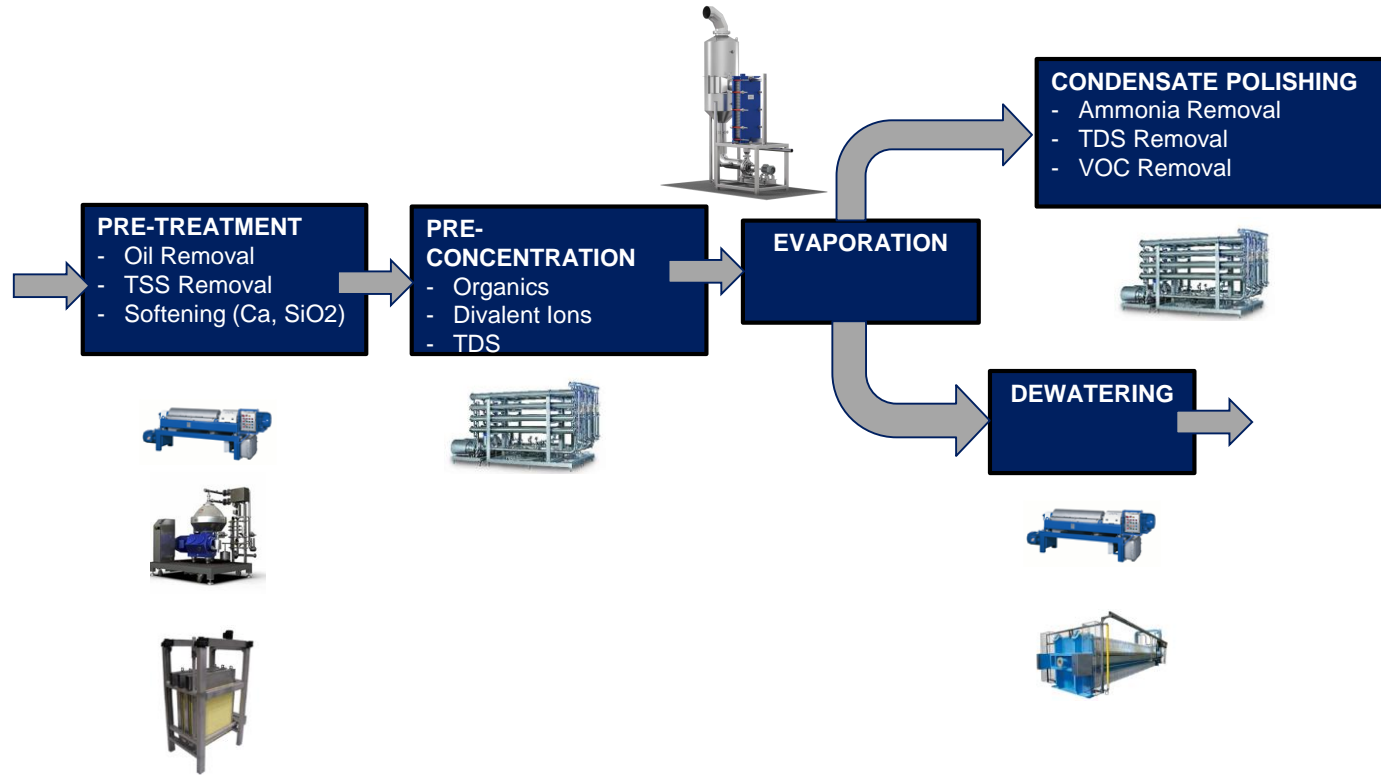 PRE-TREATMENT
- Oil Removal
- TSS Removal
- Softening (Ca, SiO2)
PRE-
CONCENTRATION
- Organics
- Divalent Ions
- TDS
EVAPORATION
CONDENSATE POLISHING
- Ammonia Removal
- TDS Removal
- VOC Removal
DEWATERING